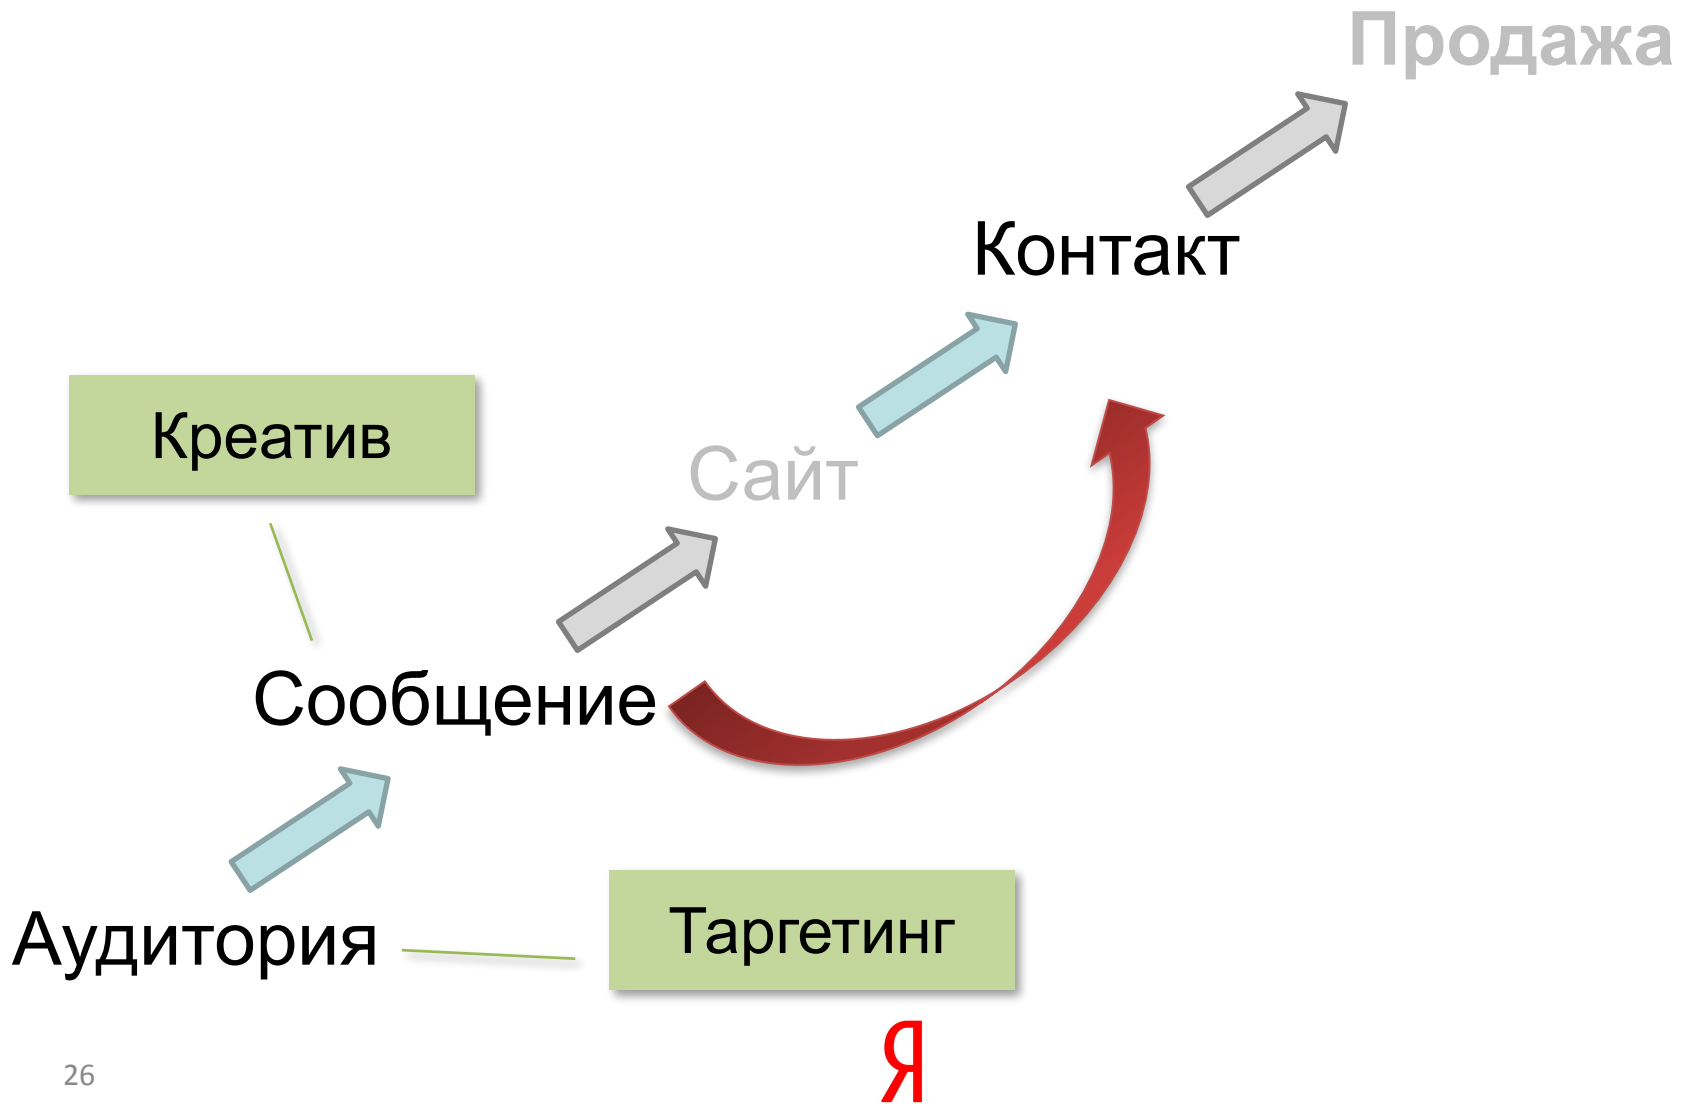 Продажа
Контакт
Креатив
Сайт
Сообщение
Таргетинг
Аудитория
Я
26